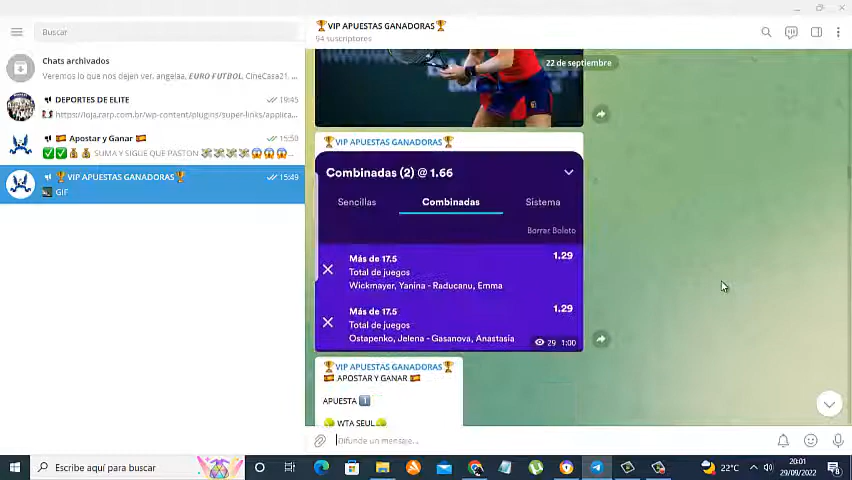 Buscar
Chats archivados
Veremos lo que nos dejen ver, angelaa, EURO FUTBOL, CineCasa21, ...
DEPORTES DE ELITE
19:45
https://loja.rarp.com.br/wp-content/plugins/super-links/applica...
🇪🇸 Apostar y Ganar 🇪🇸
15:50
✅✅💰💰 SUMA Y SIGUE QUE PASTON 💸💸💸💸😱😱😱...
🏆VIP APUESTAS GANADORAS🏆
15:49
GIF
🏆VIP APUESTAS GANADORAS🏆
94 suscriptores
22 de septiembre
🏆VIP APUESTAS GANADORAS🏆
Combinadas (2) @ 1.66
Sencillas
Combinadas
Sistema
Borrar Boleto
Más de 17.5
1.29
Total de juegos
Wickmayer, Yanina - Raducanu, Emma
Más de 17.5
1.29
Total de juegos
Ostapenko, Jelena - Gasanova, Anastasia
29 1:00
🏆VIP APUESTAS GANADORAS🏆
🇪🇸 APOSTAR Y GANAR 🇪🇸
APUESTA 1️⃣
🎾 WTA SEUL🎾
Difunde un mensaje...
Escribe aquí para buscar
22°C
20:01
29/09/2022
8